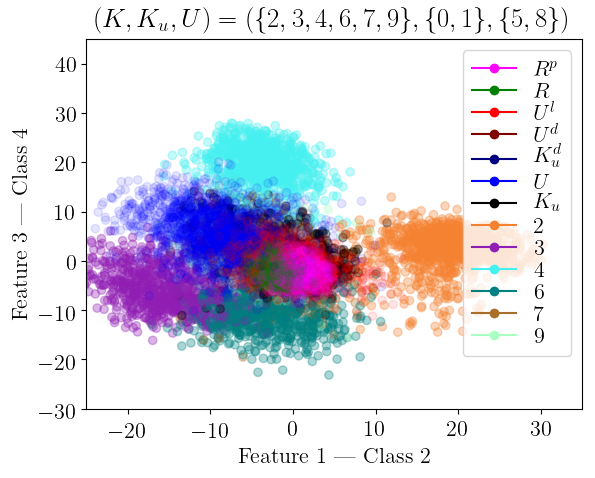 (K, K_u, U) = ({2, 3, 4, 6, 7, 9}, {0, 1}, {5, 8})
40
30
20
10
0
−10
−20
−30
Feature 3 — Class 4
−20 −10 0 10 20 30
Feature 1 — Class 2
R^p
R
U^l
U^d
K_u^d
U
K_u
2
3
4
6
7
9